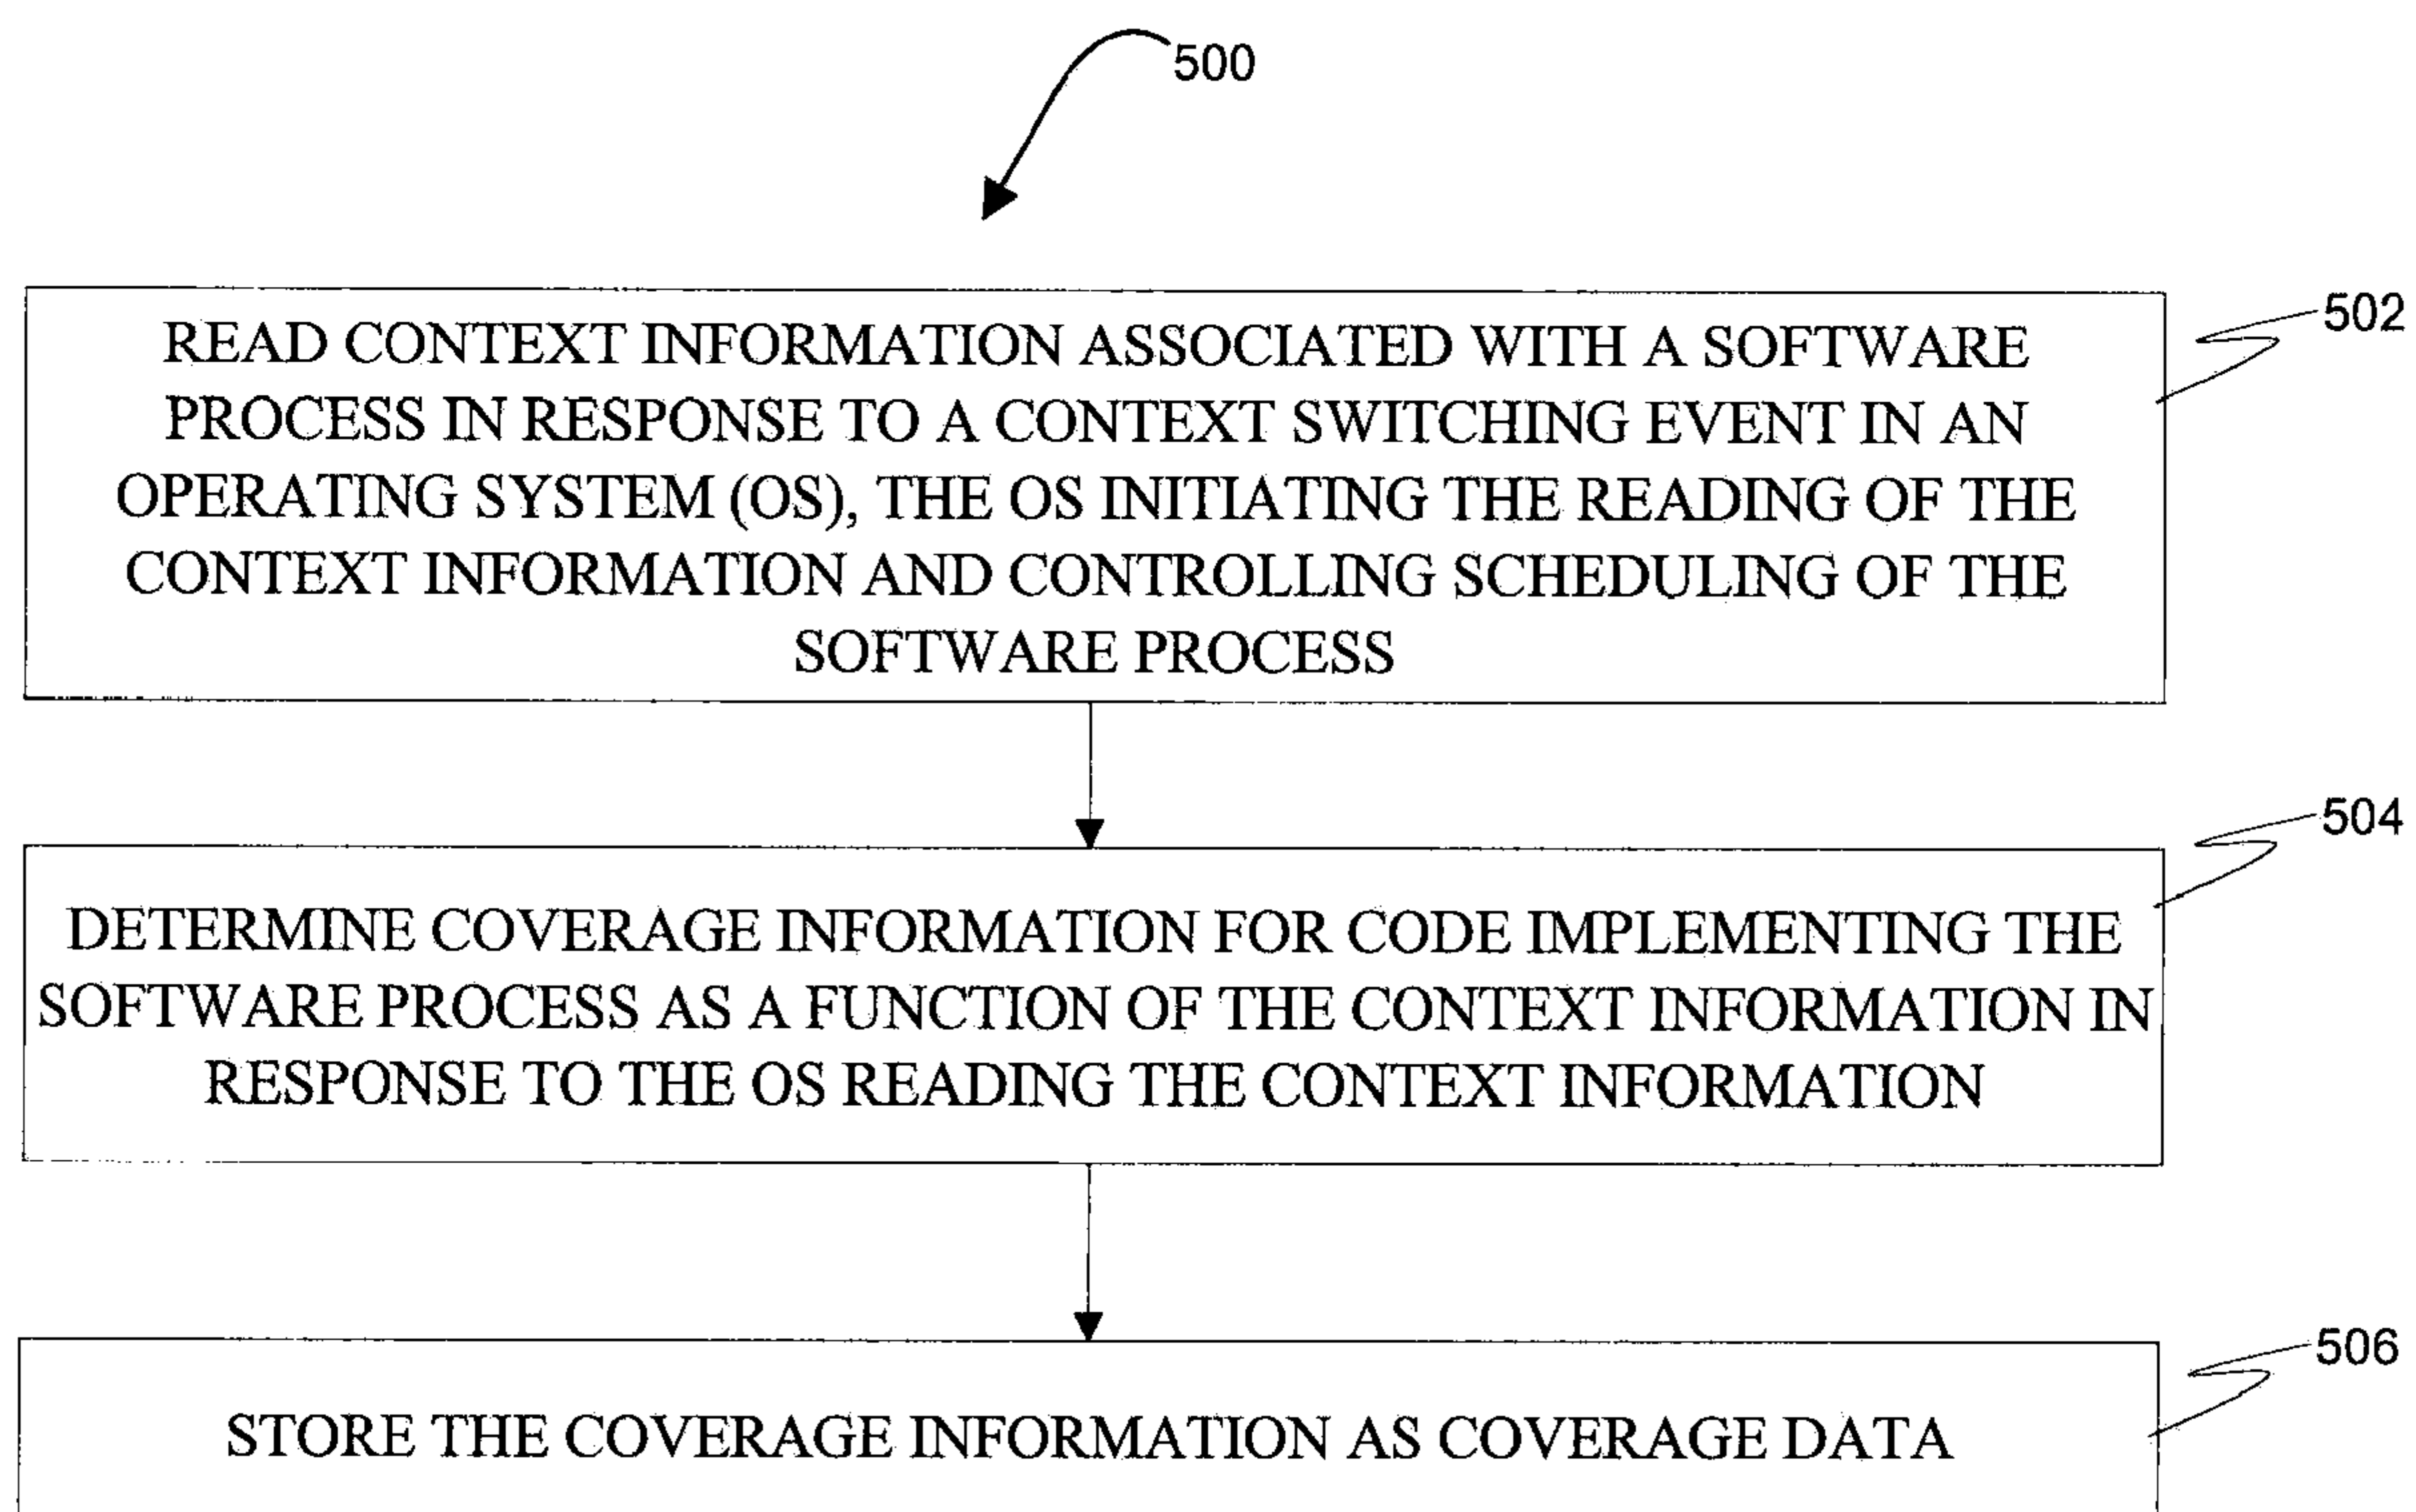 500
502
READ CONTEXT INFORMATION ASSOCIATED WITH A SOFTWARE
PROCESS IN RESPONSE TO A CONTEXT SWITCHING EVENT IN AN
OPERATING SYSTEM (OS), THE OS INITIATING THE READING OF THE
CONTEXT INFORMATION AND CONTROLLING SCHEDULING OF THE
SOFTWARE PROCESS
504
DETERMINE COVERAGE INFORMATION FOR CODE IMPLEMENTING THE
SOFTWARE PROCESS AS A FUNCTION OF THE CONTEXT INFORMATION IN
RESPONSE TO THE OS READING THE CONTEXT INFORMATION
506
STORE THE COVERAGE INFORMATION AS COVERAGE DATA